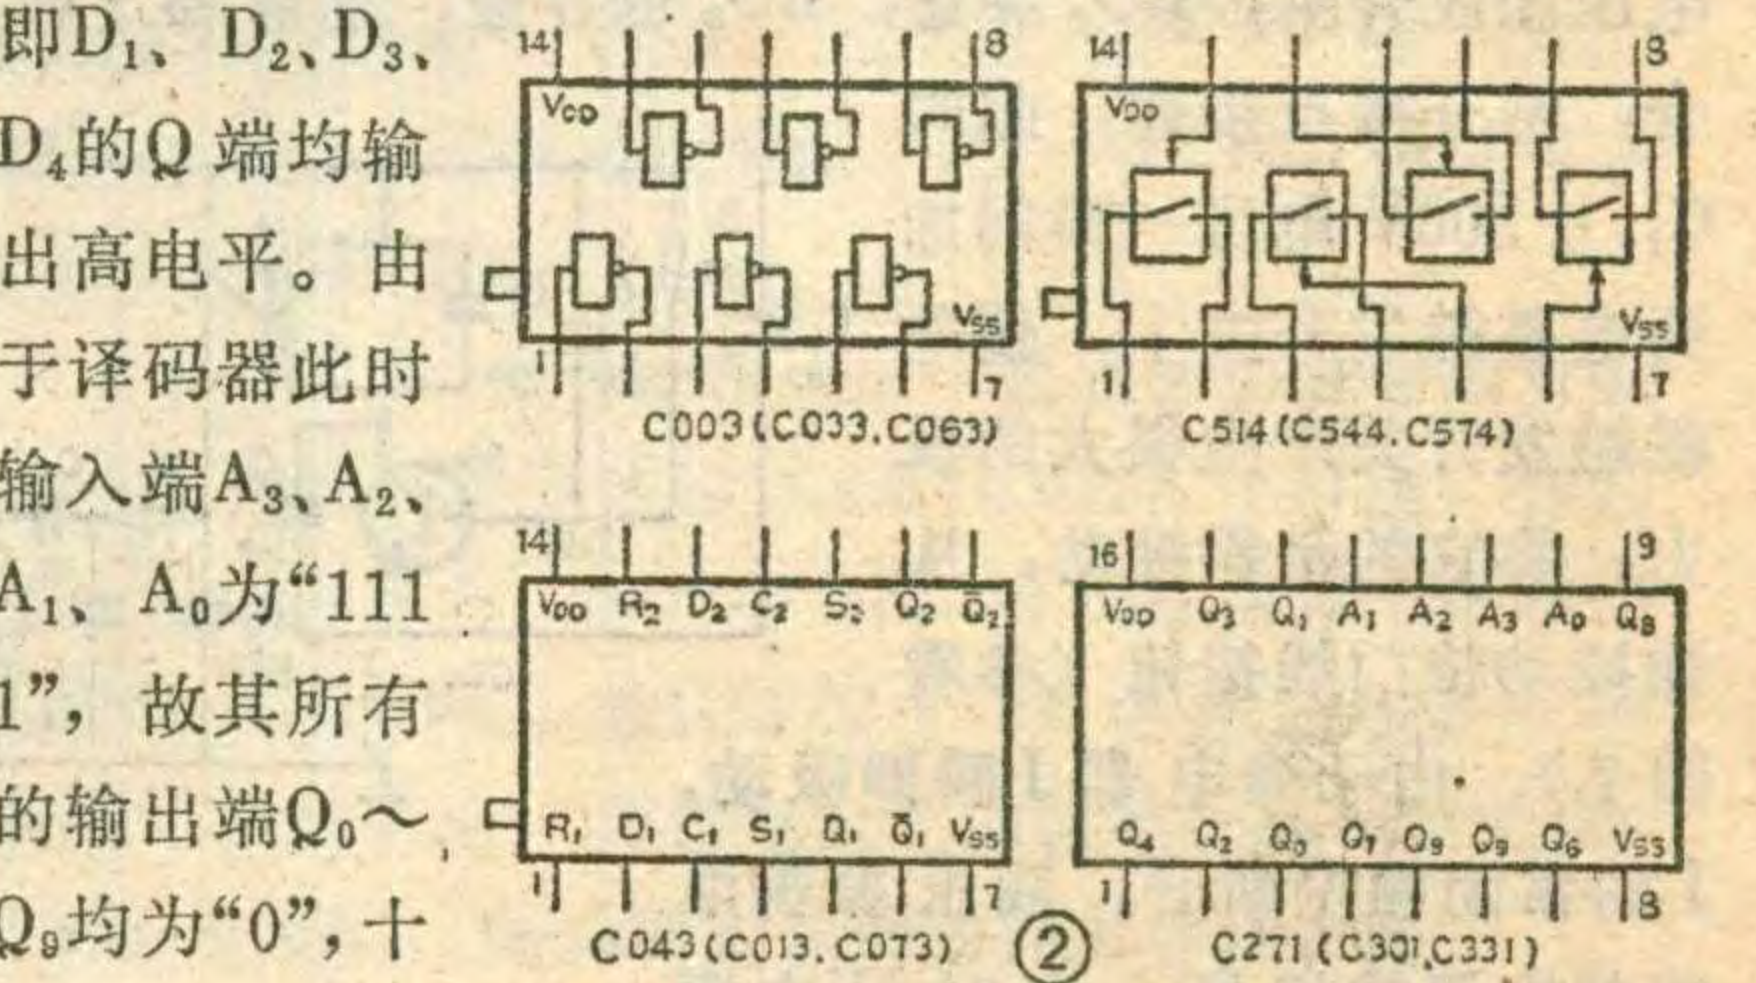 即D₁、D₂、D₃、
D₄的Q端均输
出高电平。由
于译码器此时
输入端A₃、A₂、
A₁、A₀为“111
1”，故其所有
的输出端Q₀～
Q₉均为“0”，十
14 8
V_DD
V_SS
1 7
C003(C033.C063)
14 8
V_DD
V_SS
1 7
C514(C544.C574)
14
V_DD R₂ D₂ C₂ S₂ Q₂ Q̄₂
R₁ D₁ C₁ S₁ Q₁ Q̄₁ V_SS
1 7
C043(C013.C073)
16 9
V_DD Q₃ Q₁ A₁ A₂ A₃ A₀ Q₈
Q₄ Q₂ Q₀ Q₇ Q₉ Q₉ Q₆ V_SS
1 8
C271(C301,C331)
②